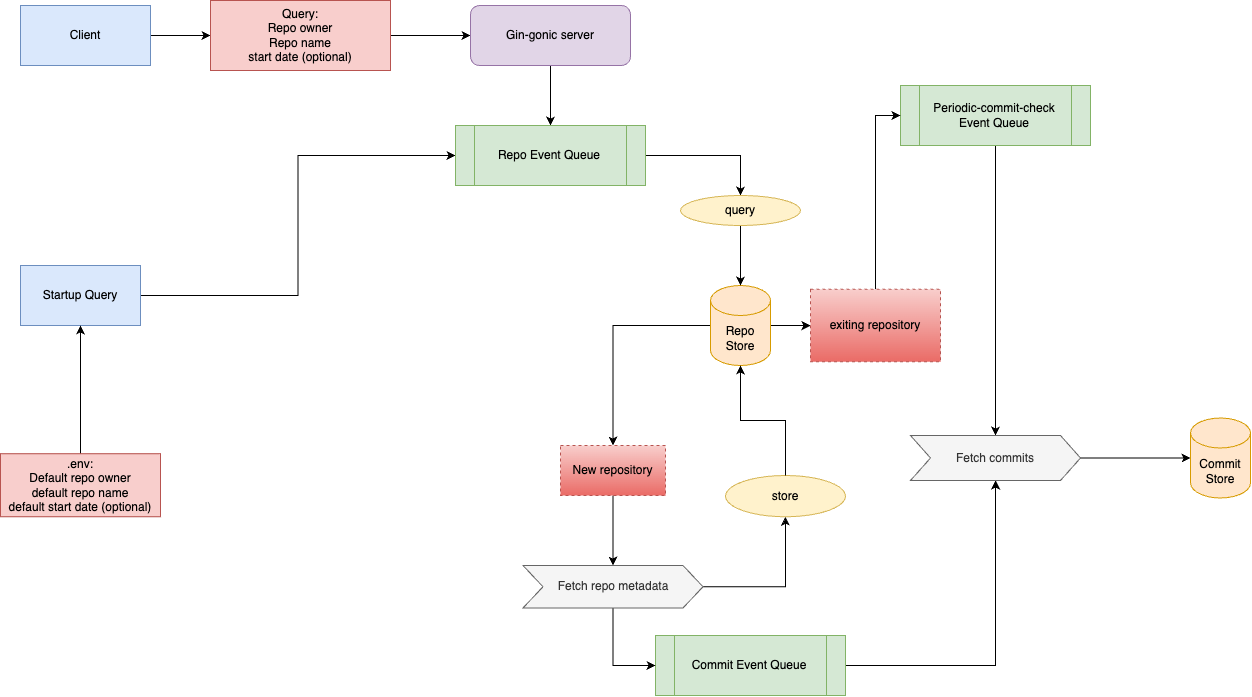 Client
Query:
Repo owner
Repo name
start date (optional)
Gin-gonic server
Periodic-commit-check
Event Queue
Repo Event Queue
query
Startup Query
Repo
Store
exiting repository
.env:
Default repo owner
default repo name
default start date (optional)
New repository
store
Fetch commits
Commit
Store
Fetch repo metadata
Commit Event Queue